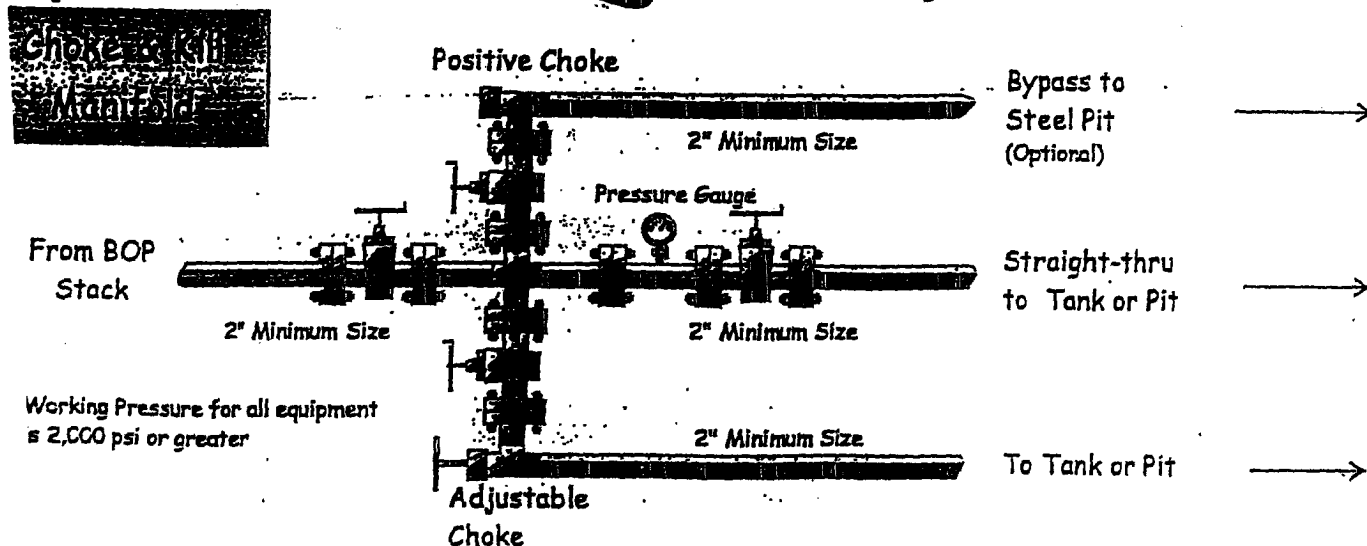 Choke & Kill
Manifold
Positive Choke
Bypass to
Steel Pit
(Optional)
2" Minimum Size
Pressure Gauge
From BOP
Stack
Straight-thru
to Tank or Pit
2" Minimum Size
2" Minimum Size
Working Pressure for all equipment
is 2,000 psi or greater
2" Minimum Size
To Tank or Pit
Adjustable
Choke